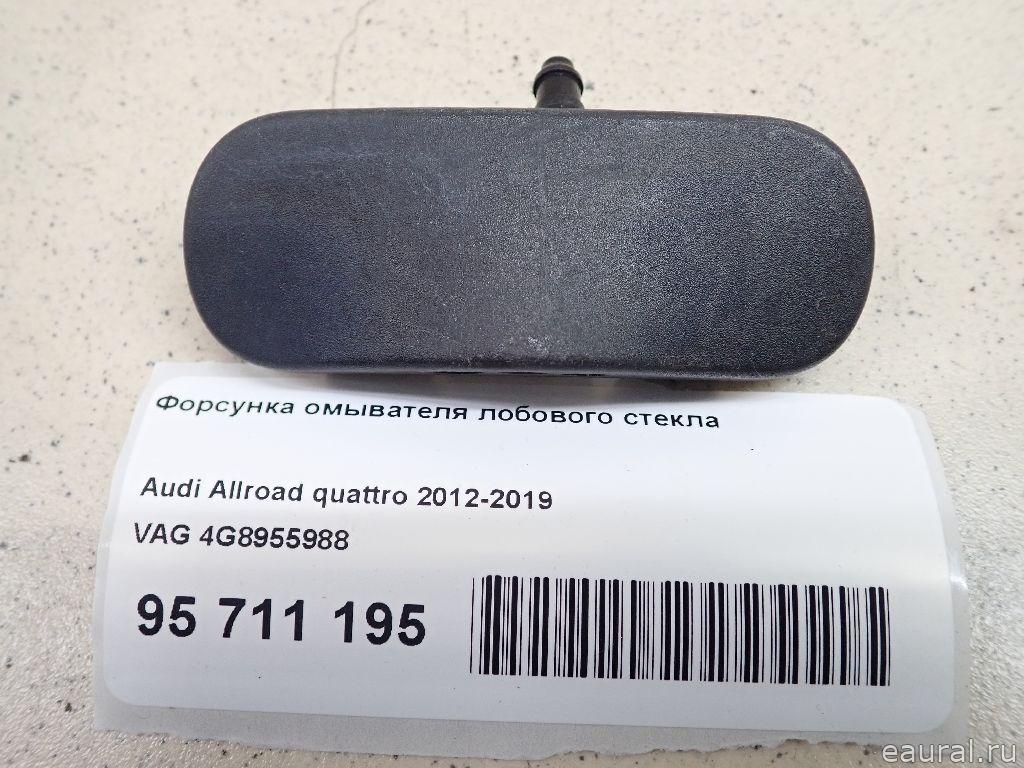 Форсунка омывателя лобового стекла
Audi Allroad quattro 2012-2019
VAG 4G8955988
95 711 195
eaural.ru